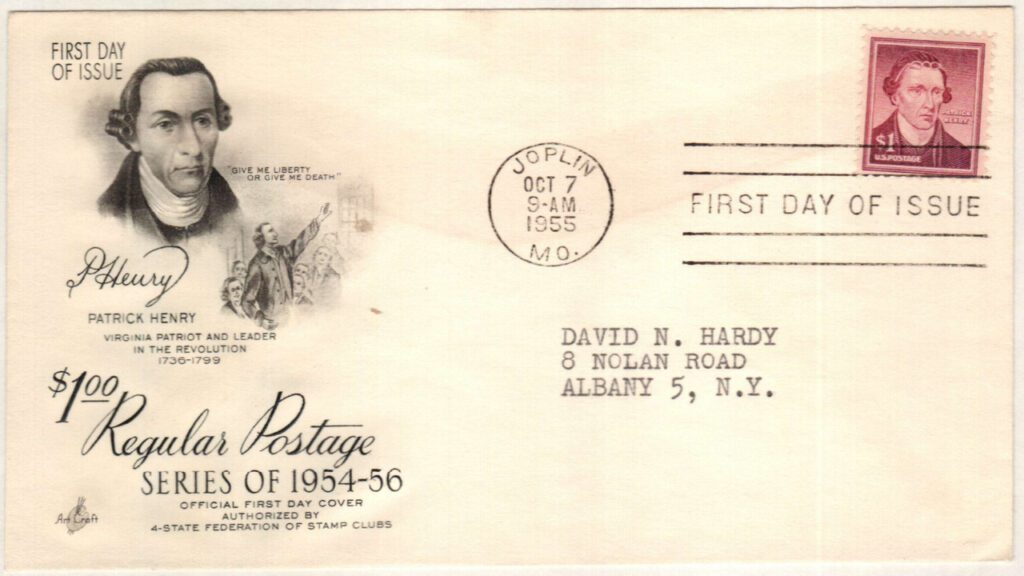 FIRST DAY
OF ISSUE
"GIVE ME LIBERTY
OR GIVE ME DEATH"
P Henry
PATRICK HENRY
VIRGINIA PATRIOT AND LEADER
IN THE REVOLUTION
1736-1799
$1.00
Regular Postage
SERIES OF 1954-56
OFFICIAL FIRST DAY COVER
AUTHORIZED BY
4-STATE FEDERATION OF STAMP CLUBS
Art Craft
JOPLIN
OCT 7
9-AM
1955
MO.
PATRICK
HENRY
$1
U.S. POSTAGE
FIRST DAY OF ISSUE
DAVID N. HARDY
8 NOLAN ROAD
ALBANY 5, N.Y.